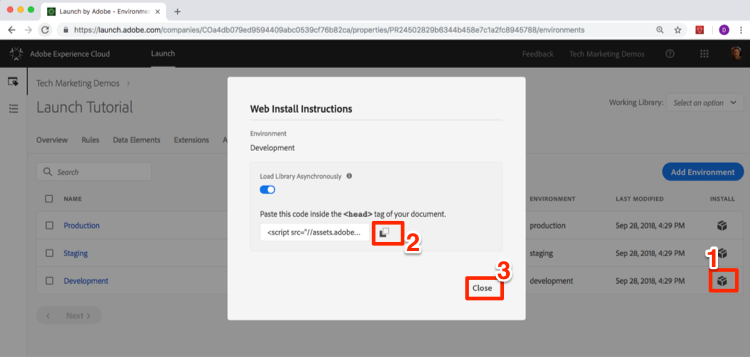 Launch by Adobe - Environme
https://launch.adobe.com/companies/COa4db079ed9594409abc0539cf76b82ca/properties/PR24502829b6344b458e7c1a2fc8945788/environments
D
Adobe Experience Cloud
Launch
Feedback
Tech Marketing Demos
Tech Marketing Demos
Launch Tutorial
Working Library:
Select an option
Overview
Rules
Data Elements
Extensions
Search
Add Environment
NAME
ENVIRONMENT
LAST MODIFIED
INSTALL
Production
production
Sep 28, 2018, 4:29 PM
Staging
staging
Sep 28, 2018, 4:29 PM
Development
development
Sep 28, 2018, 4:29 PM
Next
Web Install Instructions
Environment
Development
Load Library Asynchronously
Paste this code inside the <head> tag of your document.
<script src="//assets.adobe...
Close
1
2
3